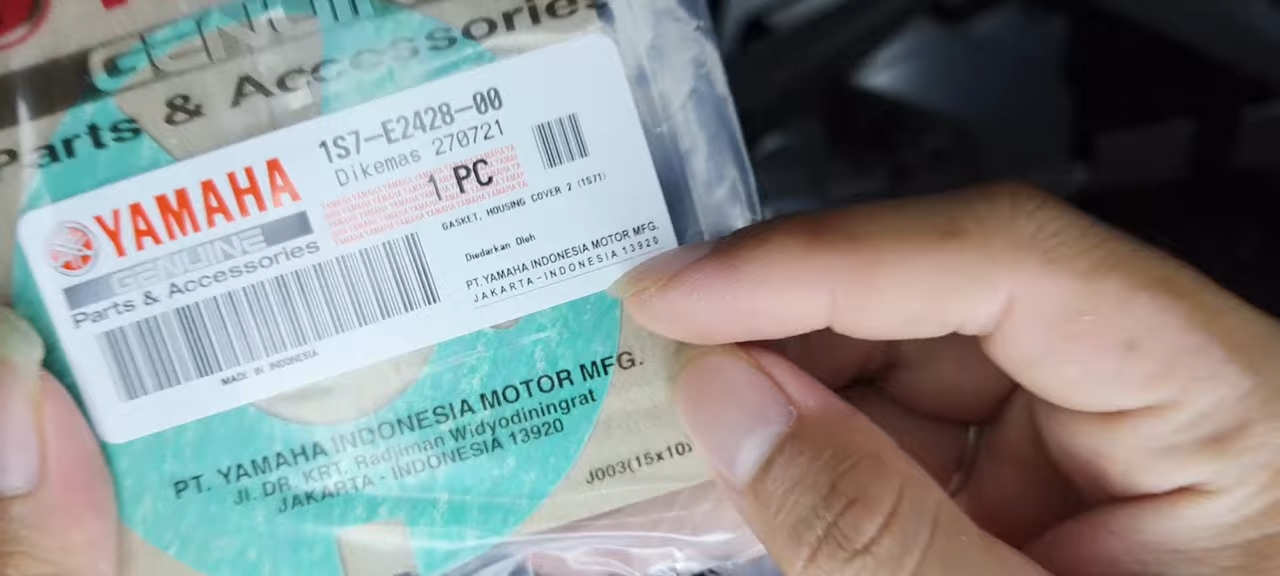 GENUINE
Parts & Accessories
1S7-E2428-00
Dikemas 270721
1 PC
YAMAHA
GENUINE
Parts & Accessories
GASKET, HOUSING COVER 2 (1S71)
Diedarkan Oleh
PT. YAMAHA INDONESIA MOTOR MFG.
JAKARTA - INDONESIA 13920
MADE IN INDONESIA
PT. YAMAHA INDONESIA MOTOR MFG.
Jl. DR. KRT. Radjiman Widyodiningrat
JAKARTA - INDONESIA 13920
J003(15x10)